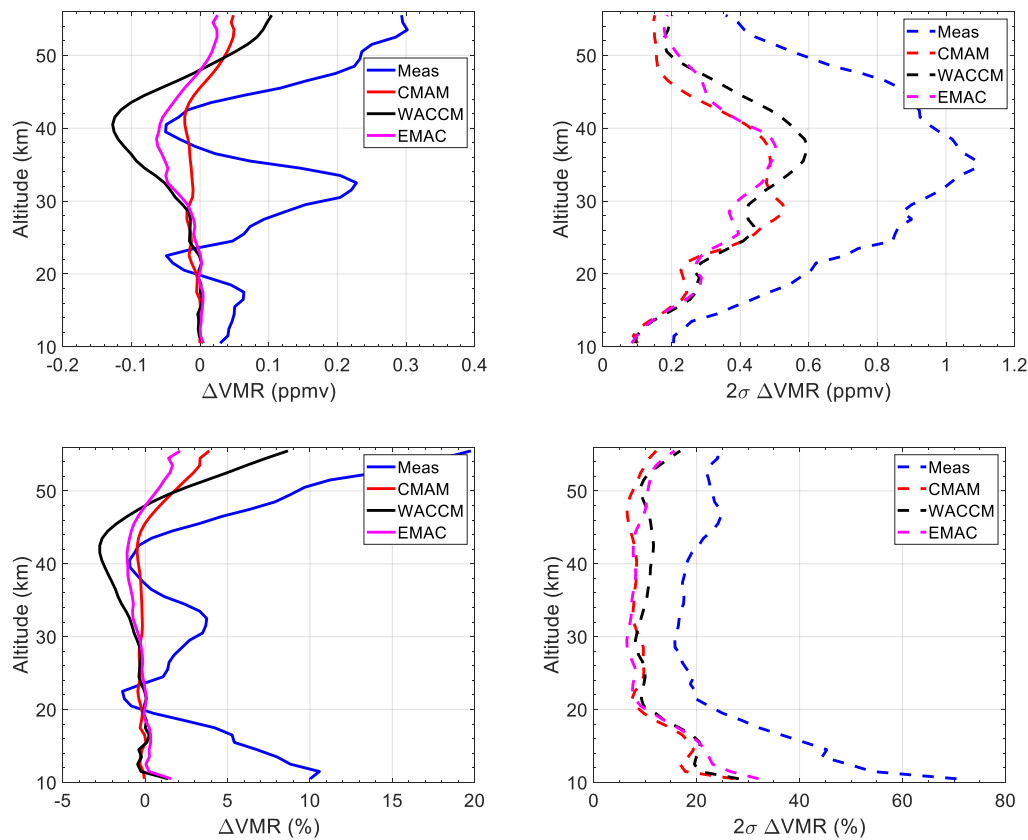 50
40
30
20
10
Altitude (km)
-0.2
-0.1
0
0.1
0.2
0.3
0.4
ΔVMR (ppmv)
Meas
CMAM
WACCM
EMAC
50
40
30
20
10
Altitude (km)
0
0.2
0.4
0.6
0.8
1
1.2
2σ ΔVMR (ppmv)
Meas
CMAM
WACCM
EMAC
50
40
30
20
10
Altitude (km)
-5
0
5
10
15
20
ΔVMR (%)
Meas
CMAM
WACCM
EMAC
50
40
30
20
10
Altitude (km)
0
20
40
60
80
2σ ΔVMR (%)
Meas
CMAM
WACCM
EMAC